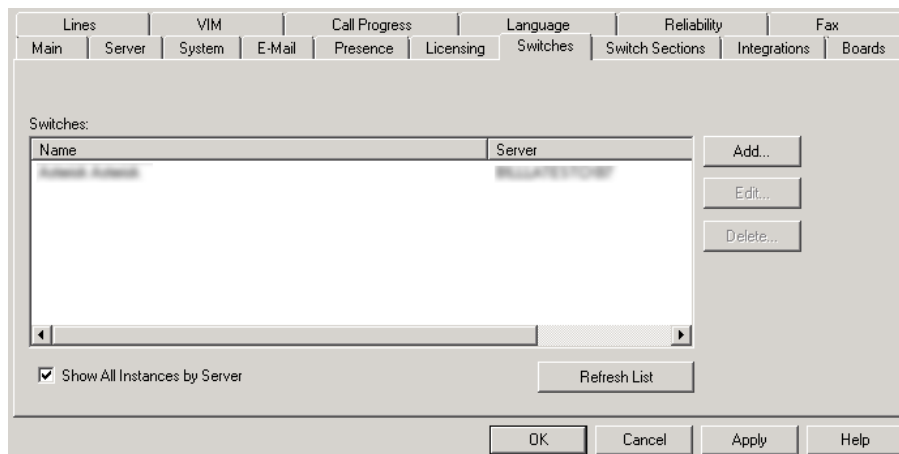 Lines VIM Call Progress Language Reliability Fax
Main Server System E-Mail Presence Licensing Switches Switch Sections Integrations Boards
Switches:
Name Server
Add...
Edit...
Delete...
Show All Instances by Server
Refresh List
OK Cancel Apply Help